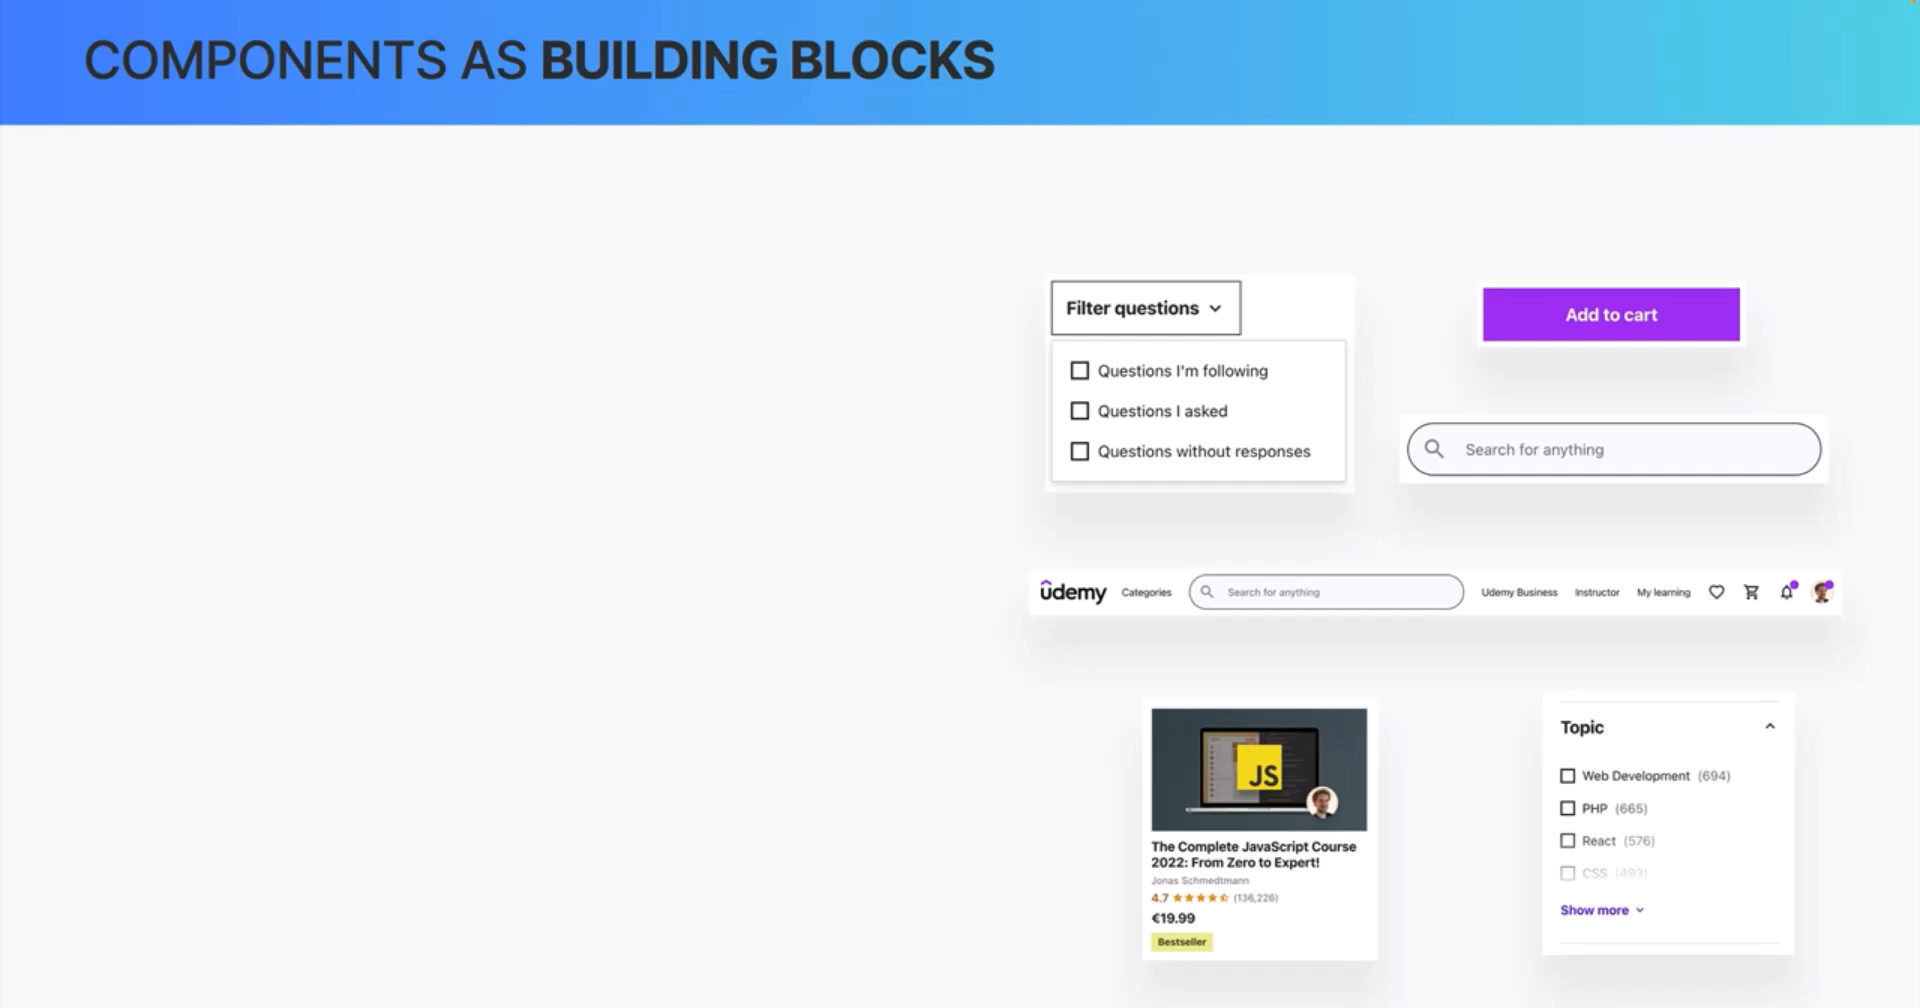 COMPONENTS AS BUILDING BLOCKS
Filter questions
Questions I'm following
Questions I asked
Questions without responses
Add to cart
Search for anything
udemy Categories Search for anything Udemy Business Instructor My learning
JS
The Complete JavaScript Course
2022: From Zero to Expert!
Jonas Schmedtmann
4.7 (136,226)
€19.99
Bestseller
Topic
Web Development (694)
PHP (665)
React (576)
CSS (493)
Show more